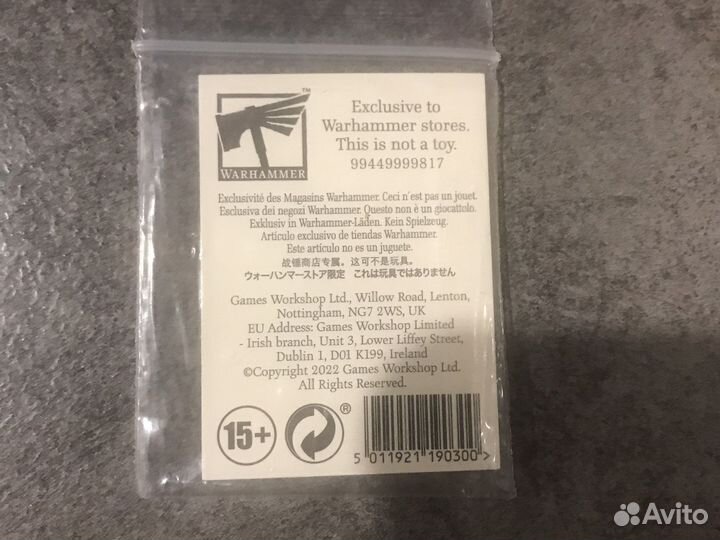 WARHAMMER
™
Exclusive to
Warhammer stores.
This is not a toy.
99449999817
Exclusivité des Magasins Warhammer. Ceci n'est pas un jouet.
Esclusiva dei negozi Warhammer. Questo non è un giocattolo.
Exklusiv in Warhammer-Läden. Kein Spielzeug.
Artículo exclusivo de tiendas Warhammer.
Este artículo no es un juguete.
战锤商店专属。这可不是玩具。
ウォーハンマーストア限定 これは玩具ではありません
Games Workshop Ltd., Willow Road, Lenton,
Nottingham, NG7 2WS, UK
EU Address: Games Workshop Limited
- Irish branch, Unit 3, Lower Liffey Street,
Dublin 1, D01 K199, Ireland
©Copyright 2022 Games Workshop Ltd.
All Rights Reserved.
15+
®
5 011921 190300 >
Avito